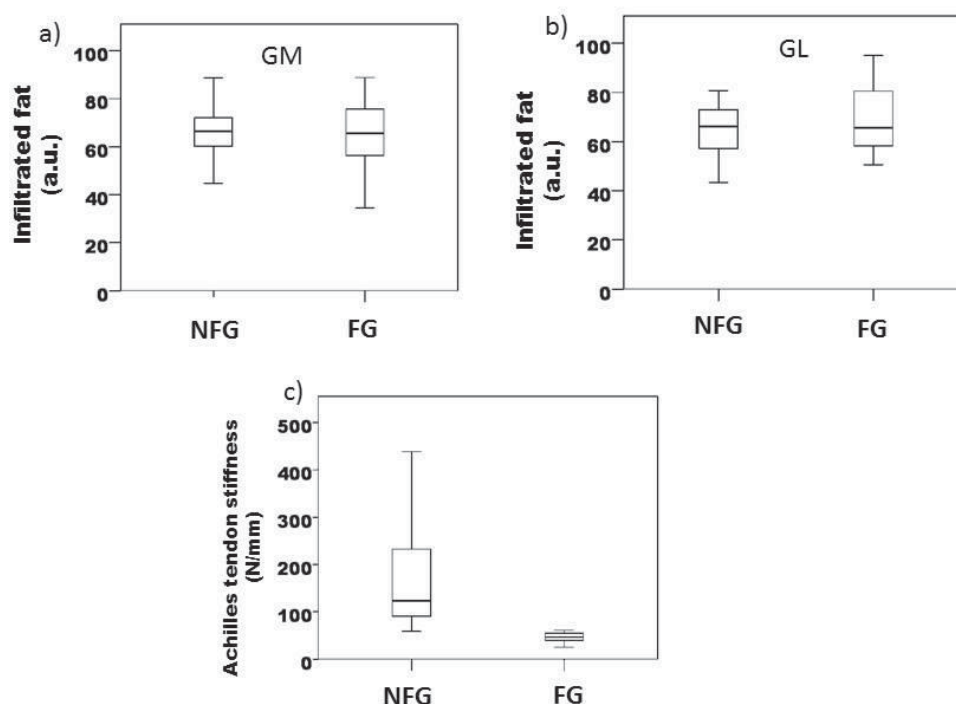 a)
GM
100
80
60
40
20
0
Infiltrated fat
(a.u.)
NFG FG
b)
GL
100
80
60
40
20
0
Infiltrated fat
(a.u.)
NFG FG
c)
500
400
300
200
100
0
Achilles tendon stiffness
(N/mm)
NFG FG